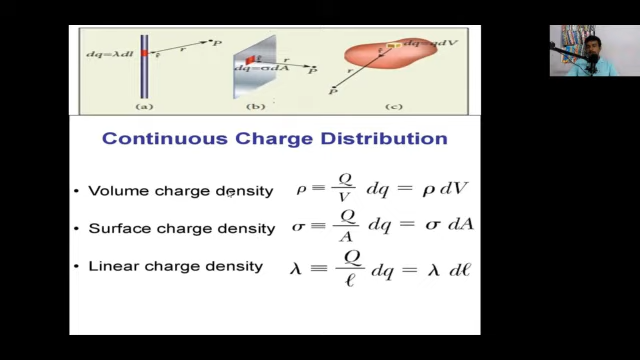 dq=λdl r̂ r P
dq=σdA r̂ r P
r̂ dq=ρdV r P
(a) (b) (c)
Continuous Charge Distribution
• Volume charge density ρ ≡ Q/V dq = ρ dV
• Surface charge density σ ≡ Q/A dq = σ dA
• Linear charge density λ ≡ Q/ℓ dq = λ dℓ